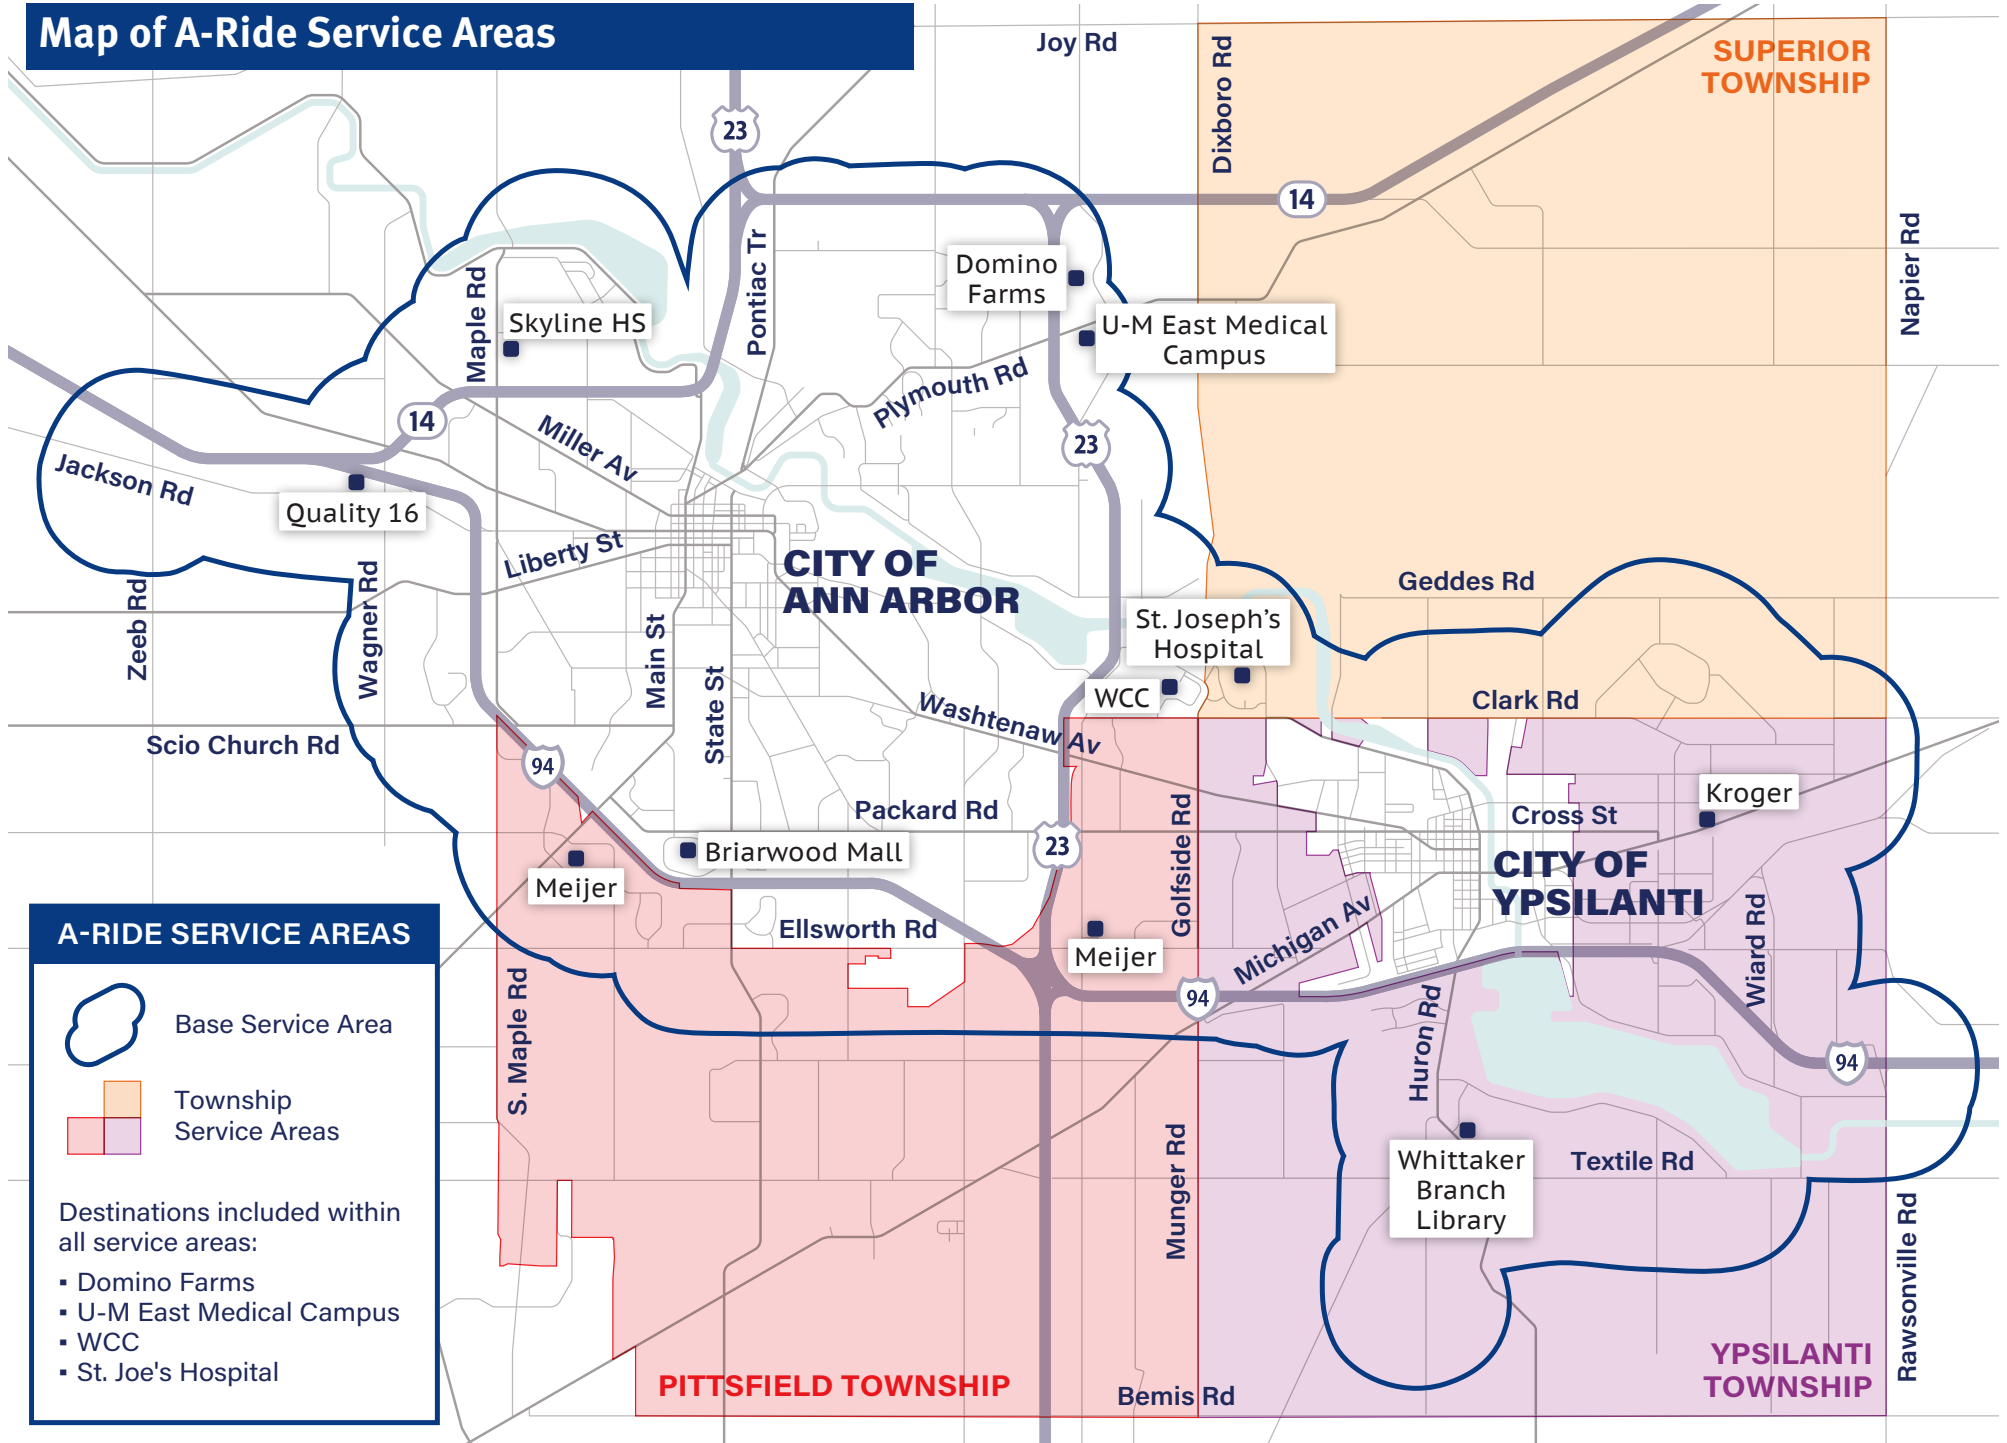 Map of A-Ride Service Areas
Joy Rd
Dixboro Rd
SUPERIOR
TOWNSHIP
23
14
Napier Rd
Pontiac Tr
Domino
Farms
Maple Rd
Skyline HS
U-M East Medical
Campus
Plymouth Rd
14
Miller Av
23
Jackson Rd
Quality 16
Liberty St
CITY OF
ANN ARBOR
Geddes Rd
Zeeb Rd
Wagner Rd
Main St
State St
St. Joseph's
Hospital
WCC
Clark Rd
Washtenaw Av
Scio Church Rd
94
Packard Rd
Golfside Rd
Kroger
Cross St
23
Briarwood Mall
Meijer
CITY OF
YPSILANTI
Ellsworth Rd
Meijer
Michigan Av
Wiard Rd
94
S. Maple Rd
Huron Rd
94
Munger Rd
Whittaker
Branch
Library
Textile Rd
Rawsonville Rd
PITTSFIELD TOWNSHIP
Bemis Rd
YPSILANTI
TOWNSHIP
A-RIDE SERVICE AREAS
Base Service Area
Township
Service Areas
Destinations included within
all service areas:
▪ Domino Farms
▪ U-M East Medical Campus
▪ WCC
▪ St. Joe's Hospital